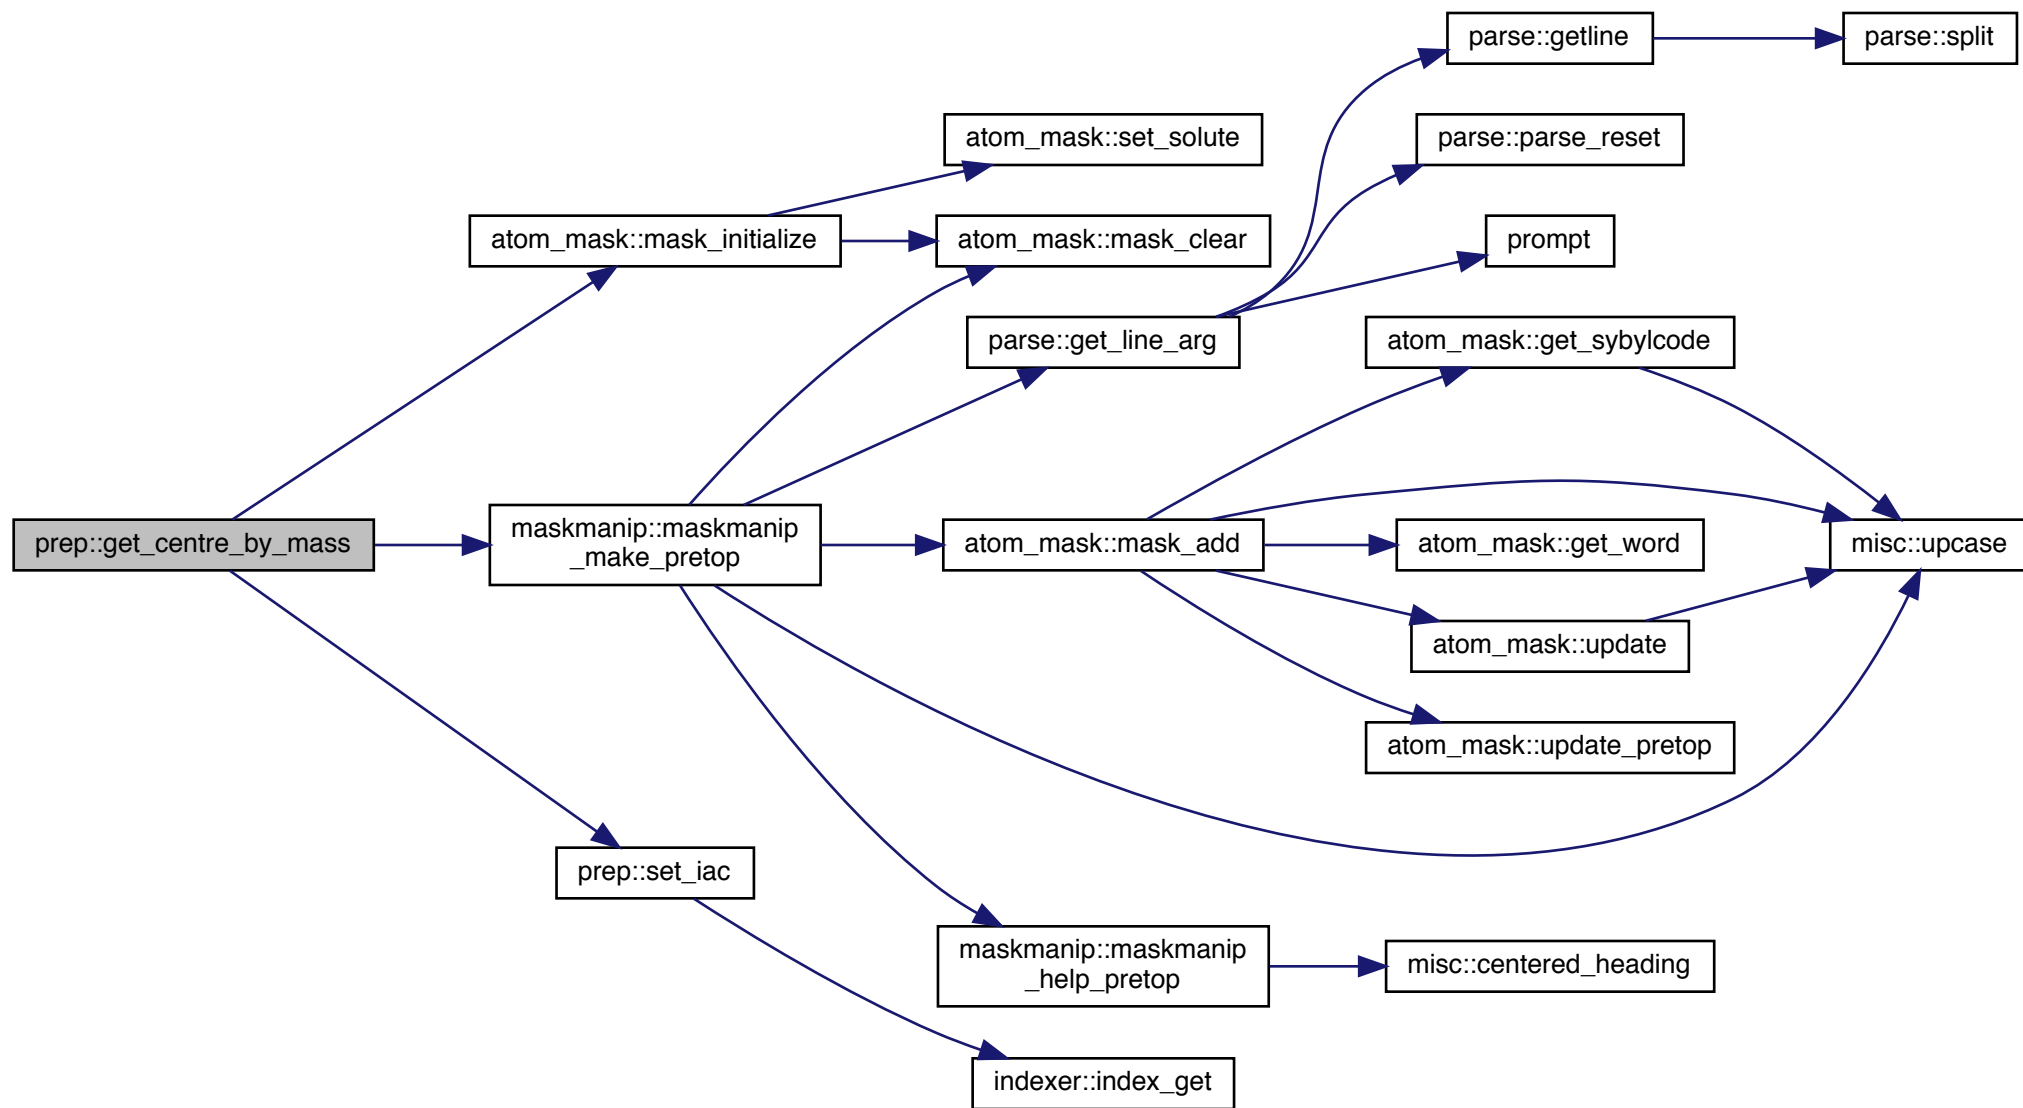 parse::getline
parse::split
atom_mask::set_solute
parse::parse_reset
atom_mask::mask_initialize
atom_mask::mask_clear
prompt
parse::get_line_arg
atom_mask::get_sybylcode
prep::get_centre_by_mass
maskmanip::maskmanip
_make_pretop
atom_mask::mask_add
atom_mask::get_word
misc::upcase
atom_mask::update
atom_mask::update_pretop
prep::set_iac
maskmanip::maskmanip
_help_pretop
misc::centered_heading
indexer::index_get